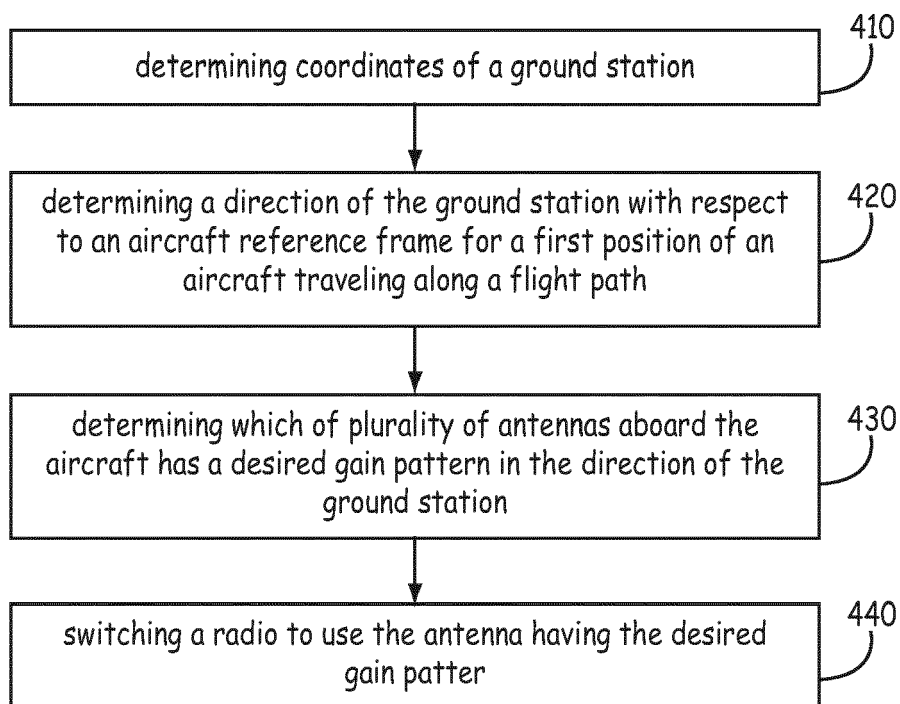 410
determining coordinates of a ground station
420
determining a direction of the ground station with respect
to an aircraft reference frame for a first position of an
aircraft traveling along a flight path
430
determining which of plurality of antennas aboard the
aircraft has a desired gain pattern in the direction of the
ground station
440
switching a radio to use the antenna having the desired
gain patter